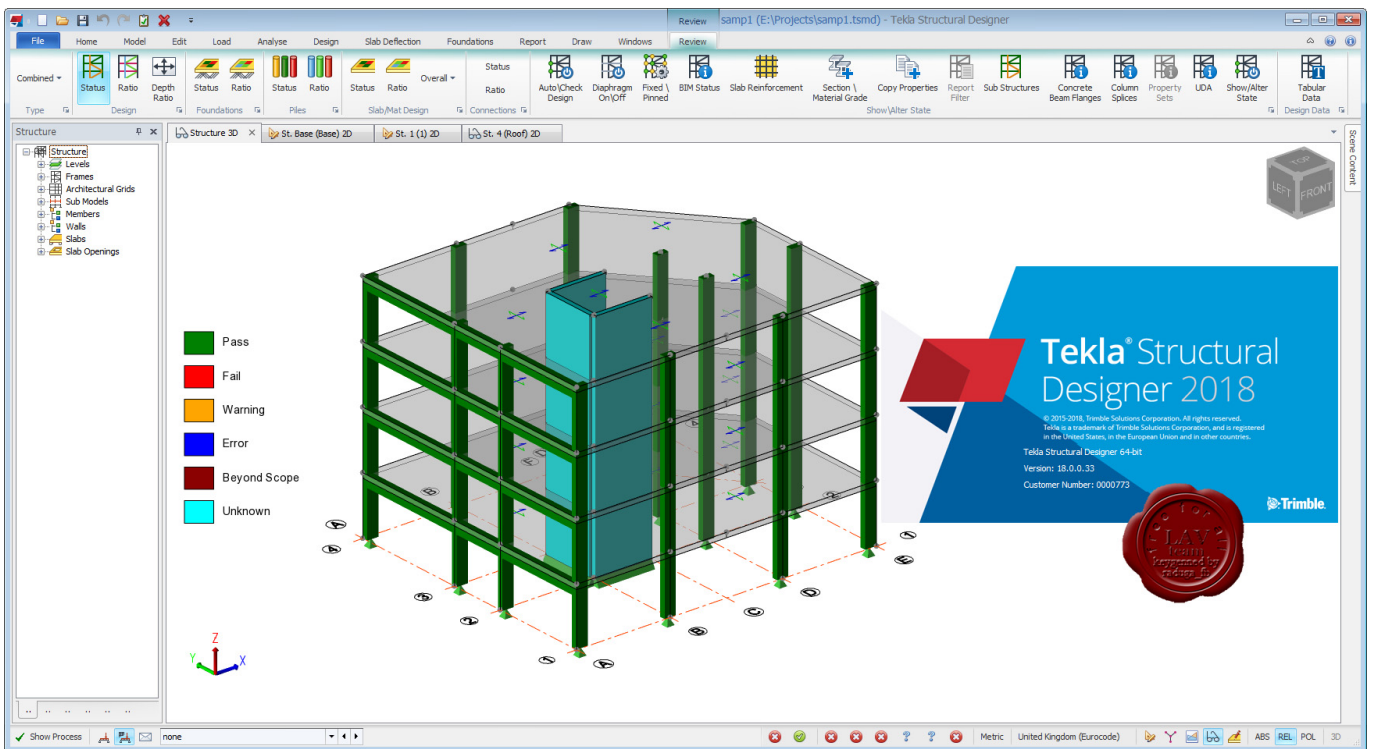 Review
samp1 (E:\Projects\samp1.tsmd) - Tekla Structural Designer
File Home Model Edit Load Analyse Design Slab Deflection Foundations Report Draw Windows Review
Combined
Status Ratio Depth Ratio
Status Ratio
Status Ratio
Status Ratio
Overall
Status
Ratio
Auto\Check Design
Diaphragm On\Off
Fixed \ Pinned
BIM Status
Slab Reinforcement
Section \ Material Grade
Copy Properties
Report Filter
Sub Structures
Concrete Beam Flanges
Column Splices
Property Sets
UDA
Show/Alter State
Tabular Data
Type Design Foundations Piles Slab/Mat Design Connections Show\Alter State Design Data
Structure
Structure 3D
St. Base (Base) 2D
St. 1 (1) 2D
St. 4 (Roof) 2D
Scene Content
Structure
Levels
Frames
Architectural Grids
Sub Models
Members
Walls
Slabs
Slab Openings
TOP
LEFT
FRONT
Pass
Fail
Warning
Error
Beyond Scope
Unknown
Tekla® Structural
Designer 2018
© 2015-2018, Trimble Solutions Corporation. All rights reserved.
Tekla is a trademark of Trimble Solutions Corporation, and is registered
in the United States, in the European Union and in other countries.
Tekla Structural Designer 64-bit
Version: 18.0.0.33
Customer Number: 0000773
Trimble.
LAV
team
keygenned by
A
A
3
2
1
A
B
C
D
E
1
Z
Y
X
Show Process
none
Metric
United Kingdom (Eurocode)
ABS REL POL 3D